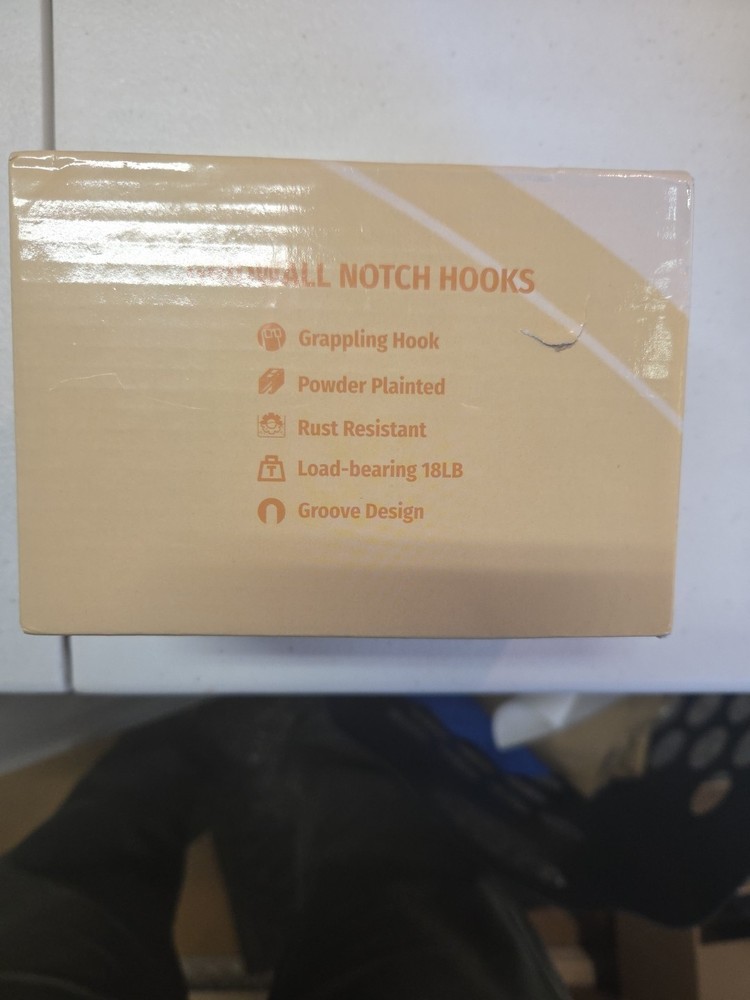 NOTCH HOOKS
Grappling Hook
Powder Plainted
Rust Resistant
Load-bearing 18LB
Groove Design